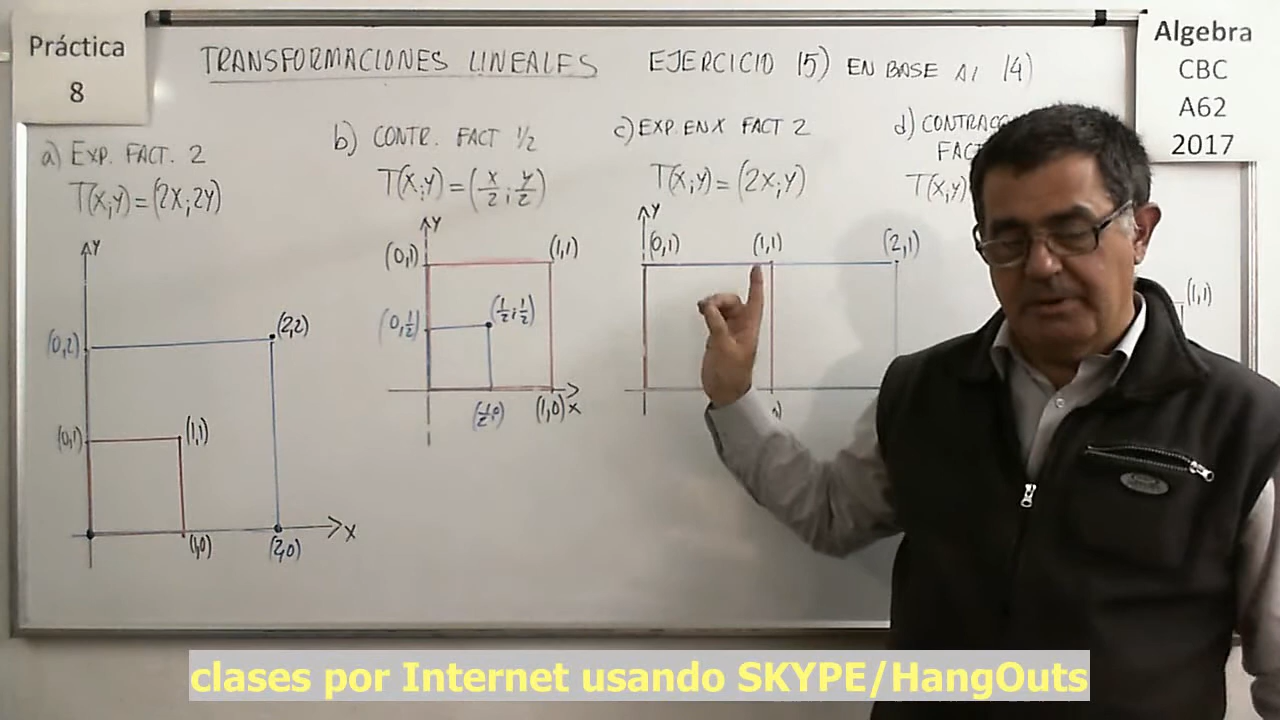 Práctica
8
TRANSFORMACIONES LINEALES EJERCICIO 15) EN BASE AL 14)
Algebra
CBC
A62
2017
a) EXP. FACT. 2
T(X;Y)=(2X;2Y)
Y
(0,2)
(2,2)
(0,1)
(1,1)
(1,0)
(2,0)
X
b) CONTR. FACT 1/2
T(X;Y)=(X/2;Y/2)
Y
(0,1)
(1,1)
(0,1/2)
(1/2;1/2)
(1/2,0)
(1,0)
X
c) EXP. EN X FACT 2
T(X;Y)=(2X;Y)
Y
(0,1)
(1,1)
(2,1)
d) CONTRACC
FACT
T(X;Y)
(1,1)
clases por Internet usando SKYPE/HangOuts